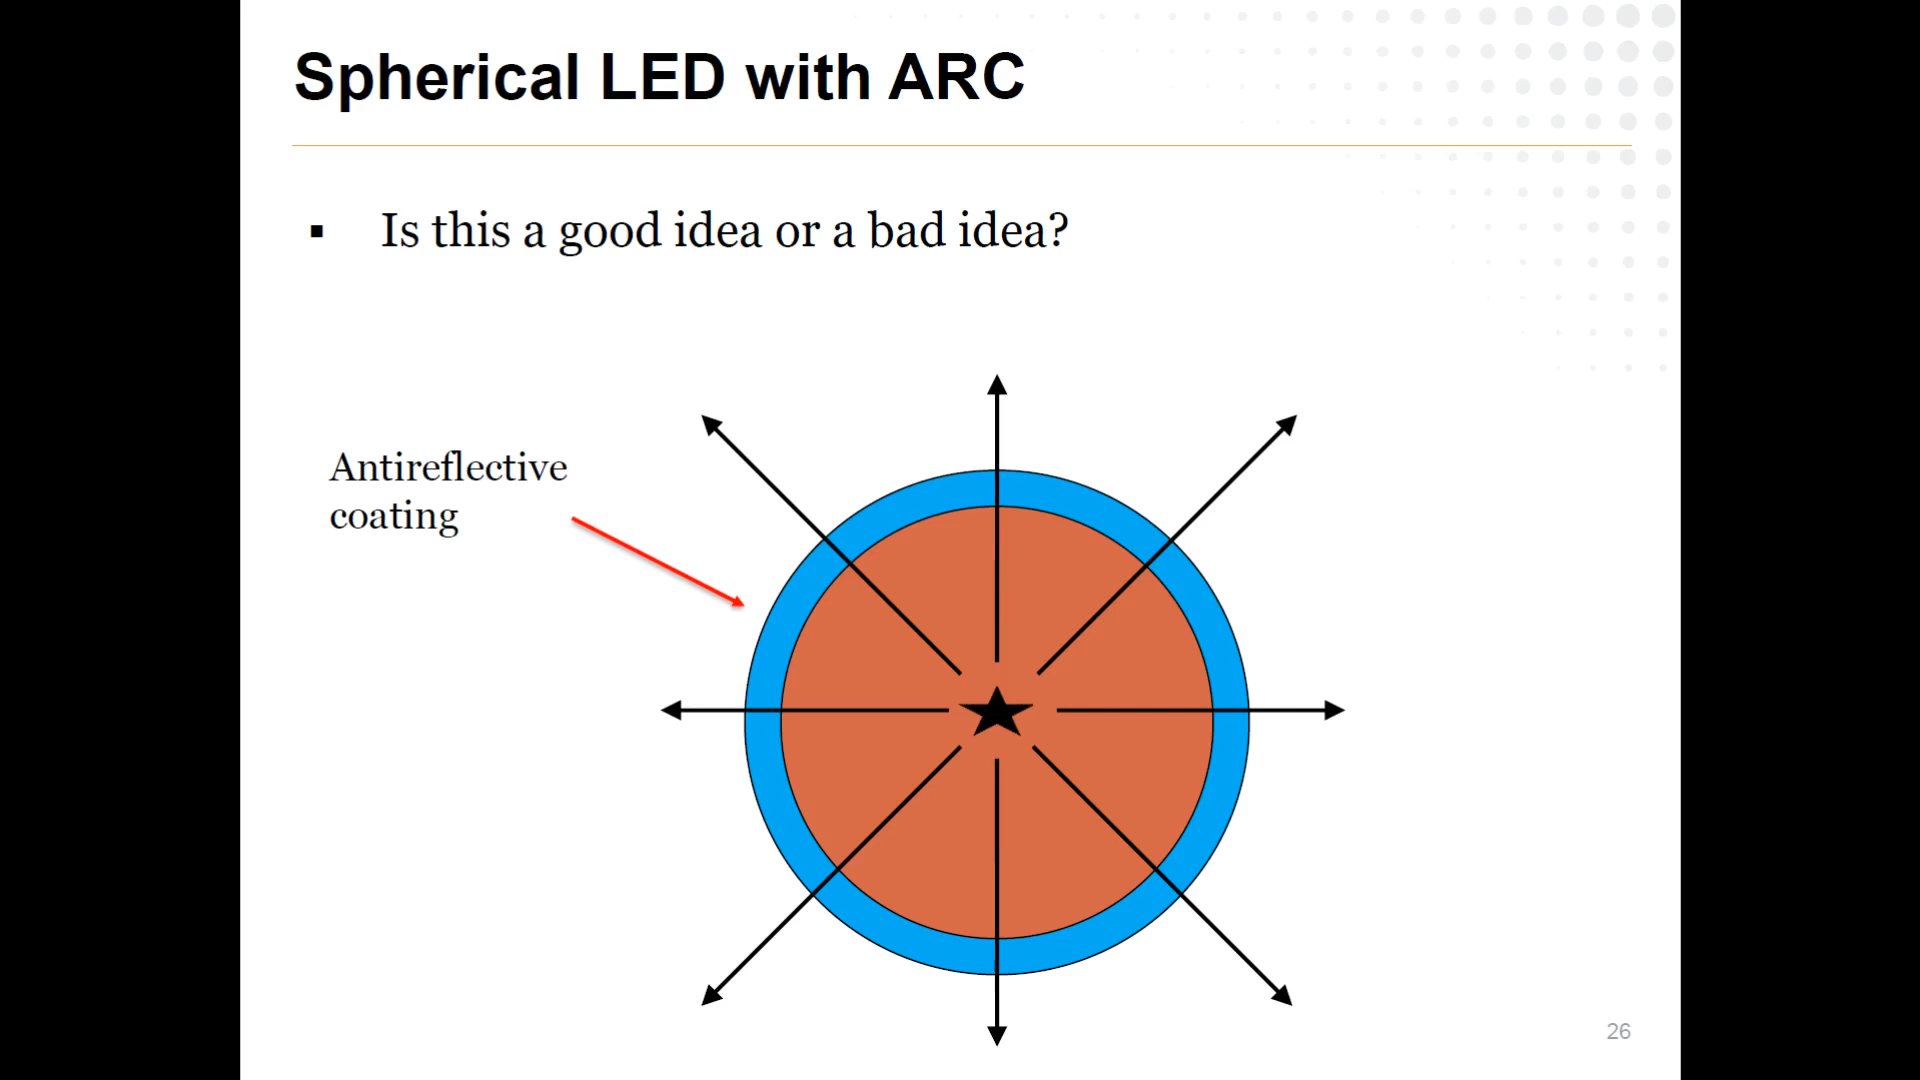 Spherical LED with ARC
▪ Is this a good idea or a bad idea?
Antireflective
coating
26